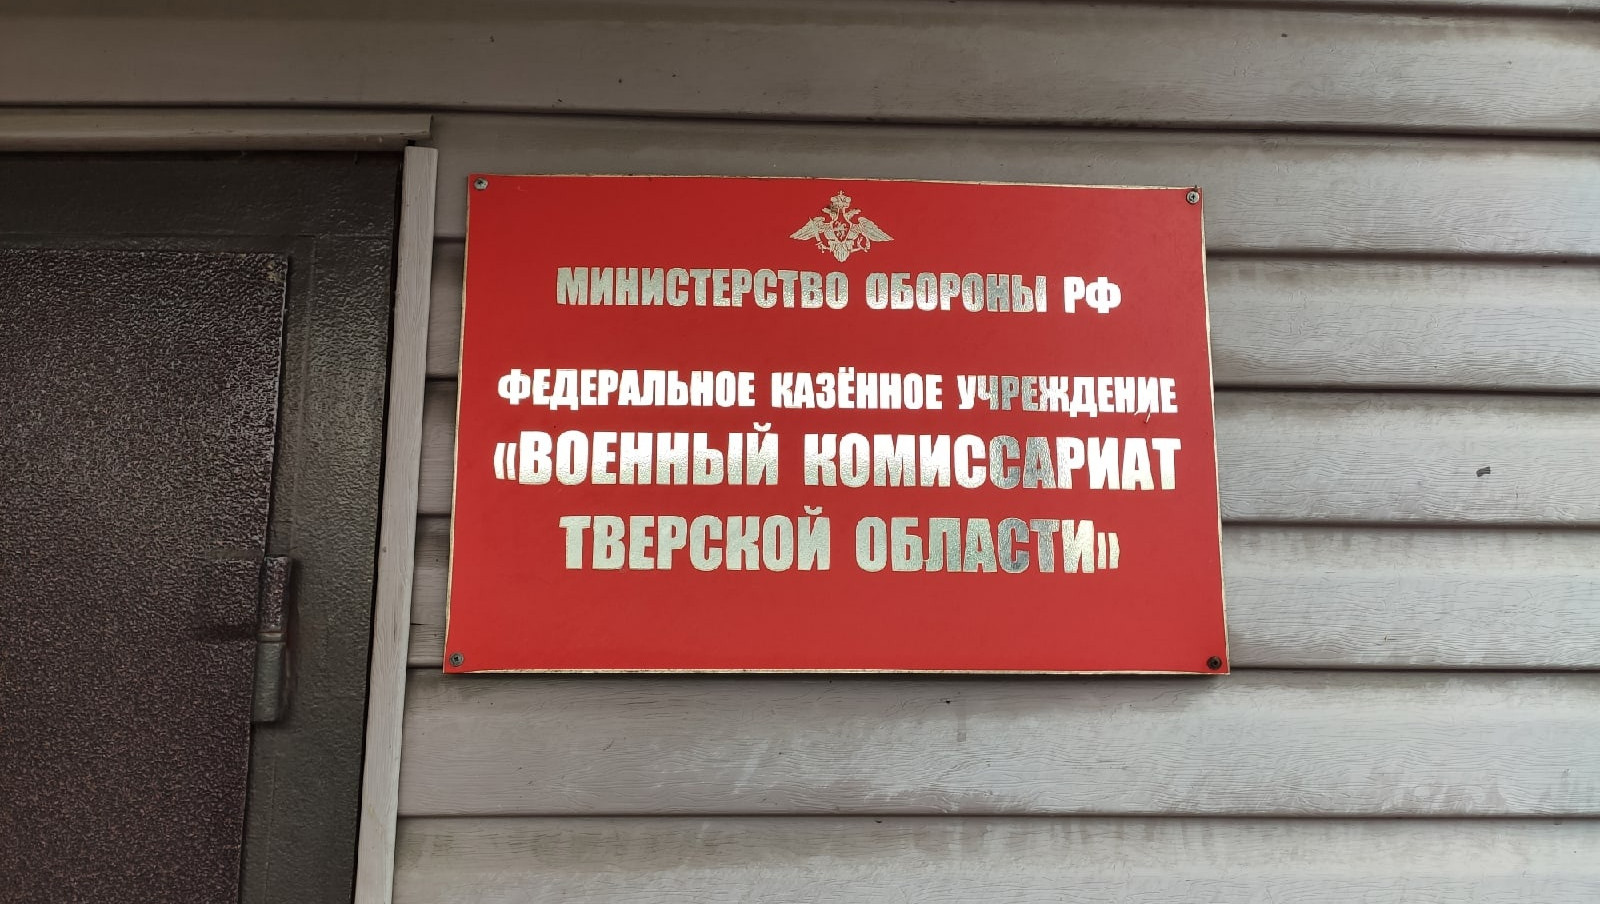 МИНИСТЕРСТВО ОБОРОНЫ РФ
ФЕДЕРАЛЬНОЕ КАЗЁННОЕ УЧРЕЖДЕНИЕ
«ВОЕННЫЙ КОМИССАРИАТ
ТВЕРСКОЙ ОБЛАСТИ»